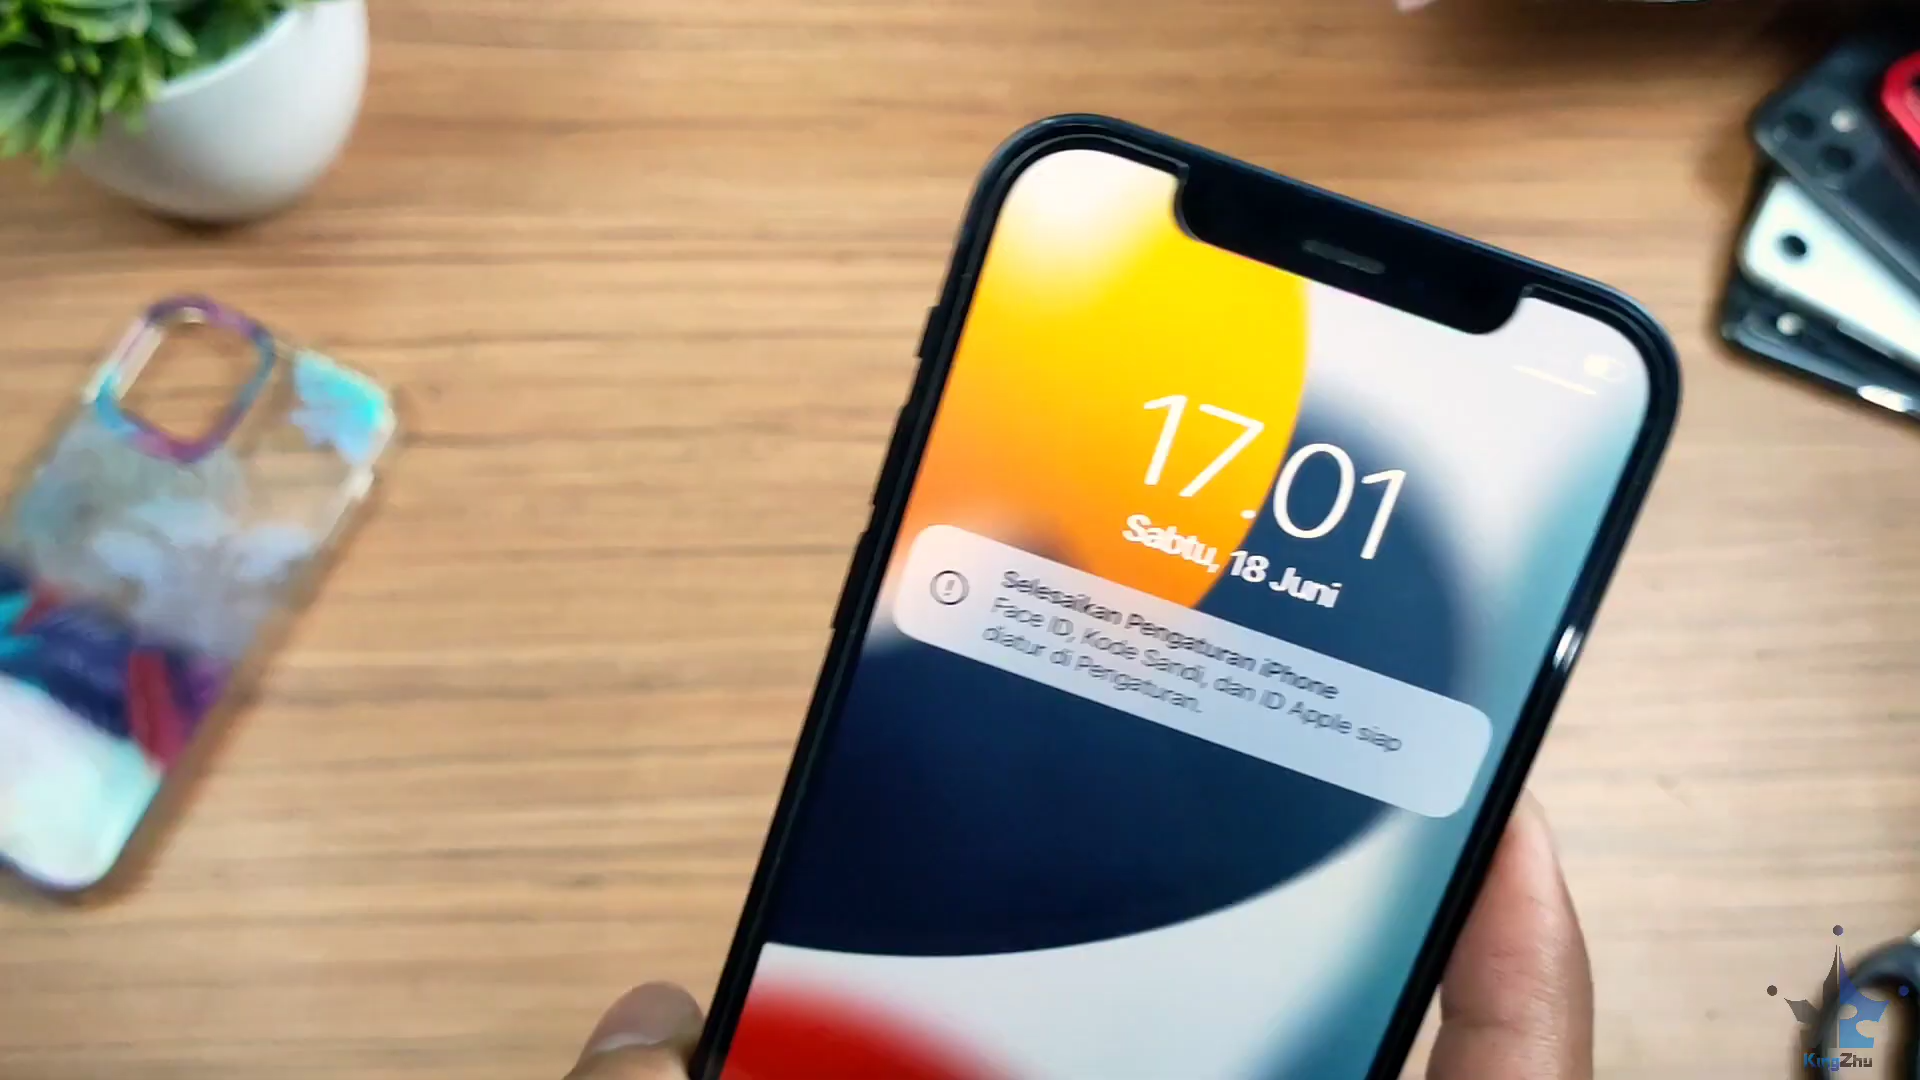 17.01
Sabtu, 18 Juni
Selesaikan Pengaturan iPhone
Face ID, Kode Sandi, dan ID Apple siap
diatur di Pengaturan.
KingZhu